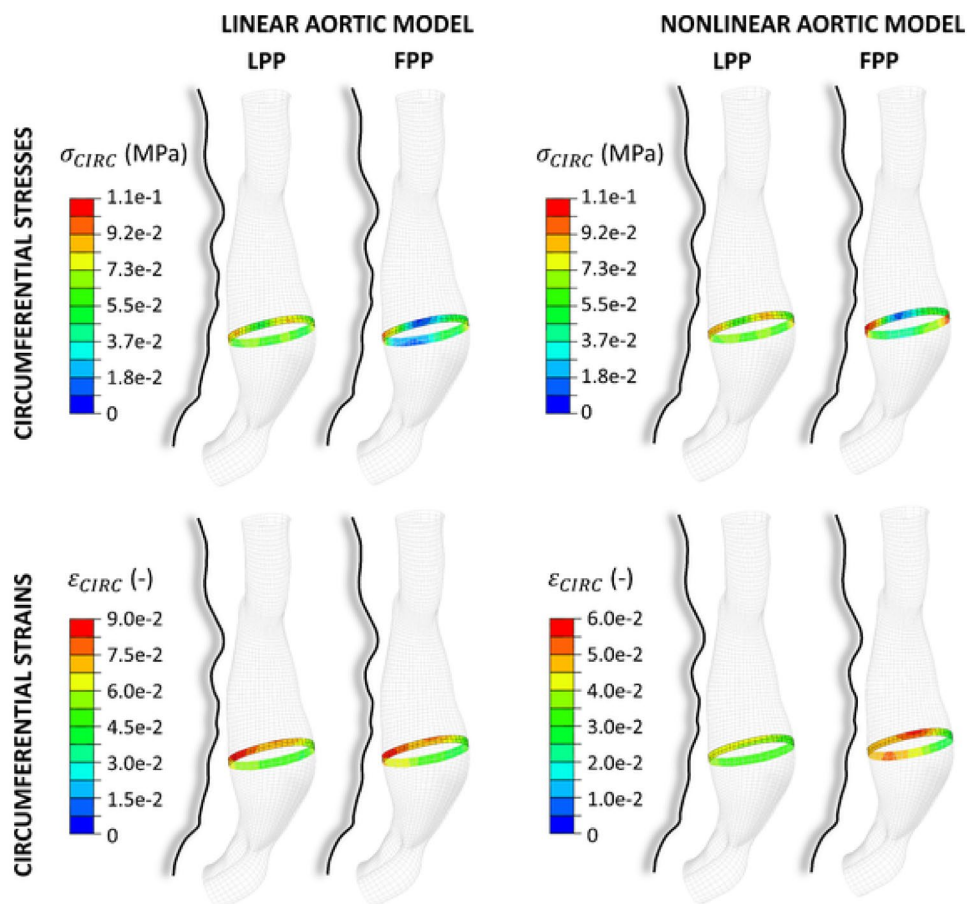 LINEAR AORTIC MODEL
NONLINEAR AORTIC MODEL
LPP
FPP
LPP
FPP
CIRCUMFERENTIAL STRESSES
σCIRC (MPa)
1.1e-1
9.2e-2
7.3e-2
5.5e-2
3.7e-2
1.8e-2
0
σCIRC (MPa)
1.1e-1
9.2e-2
7.3e-2
5.5e-2
3.7e-2
1.8e-2
0
CIRCUMFERENTIAL STRAINS
εCIRC (-)
9.0e-2
7.5e-2
6.0e-2
4.5e-2
3.0e-2
1.5e-2
0
εCIRC (-)
6.0e-2
5.0e-2
4.0e-2
3.0e-2
2.0e-2
1.0e-2
0